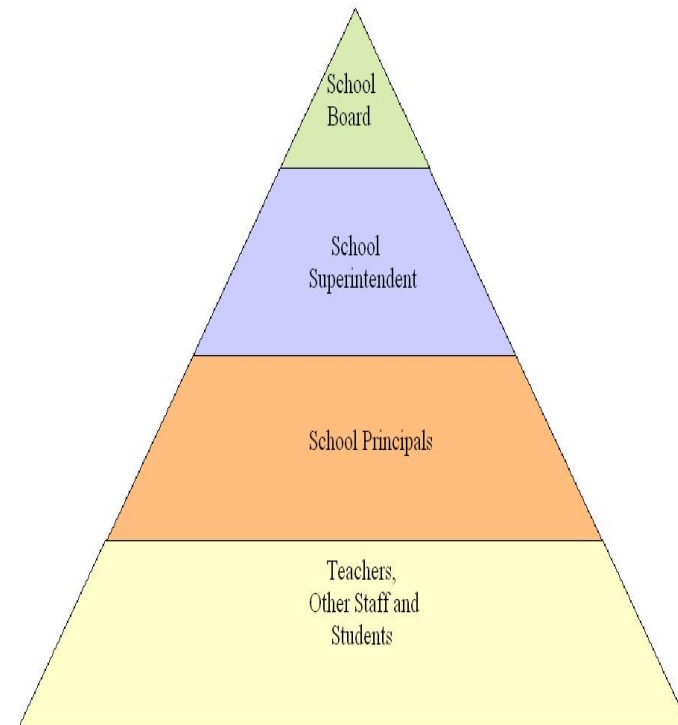 School
Board
School
Superintendent
School Principals
Teachers,
Other Staff and
Students